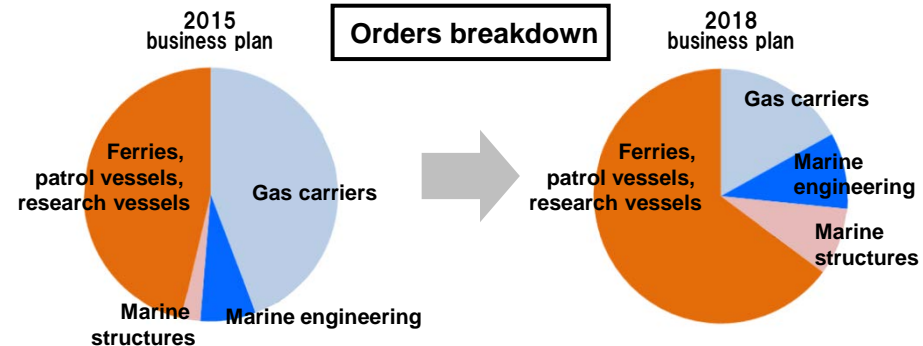 Orders breakdown
2015
business plan
Ferries,
patrol vessels,
research vessels
Gas carriers
Marine
structures
Marine engineering
2018
business plan
Gas carriers
Ferries,
patrol vessels,
research vessels
Marine
engineering
Marine
structures